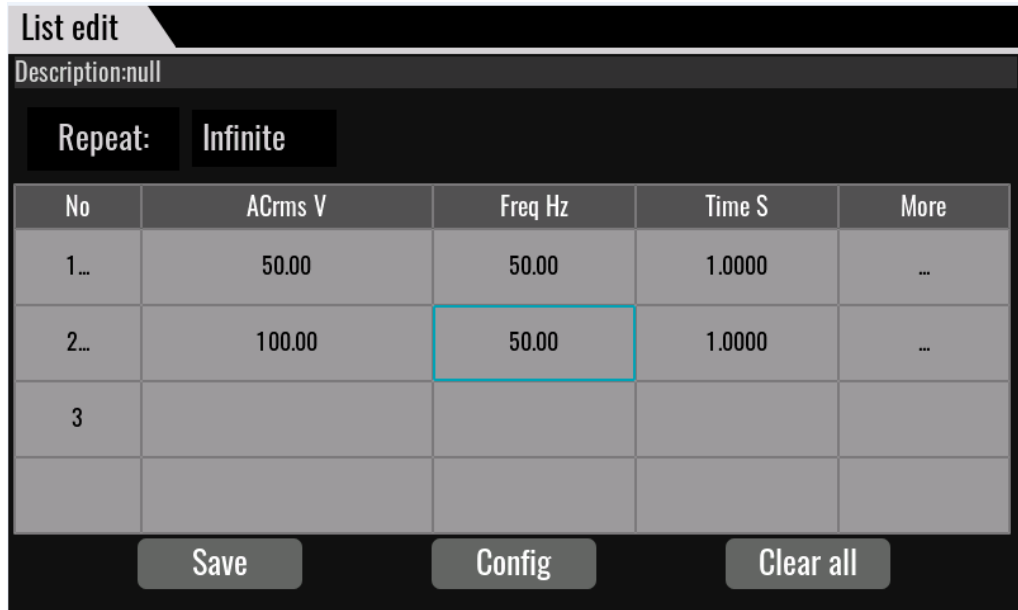 List edit
Description:null
Repeat: Infinite
No ACrms V Freq Hz Time S More
1... 50.00 50.00 1.0000 ...
2... 100.00 50.00 1.0000 ...
3
Save Config Clear all